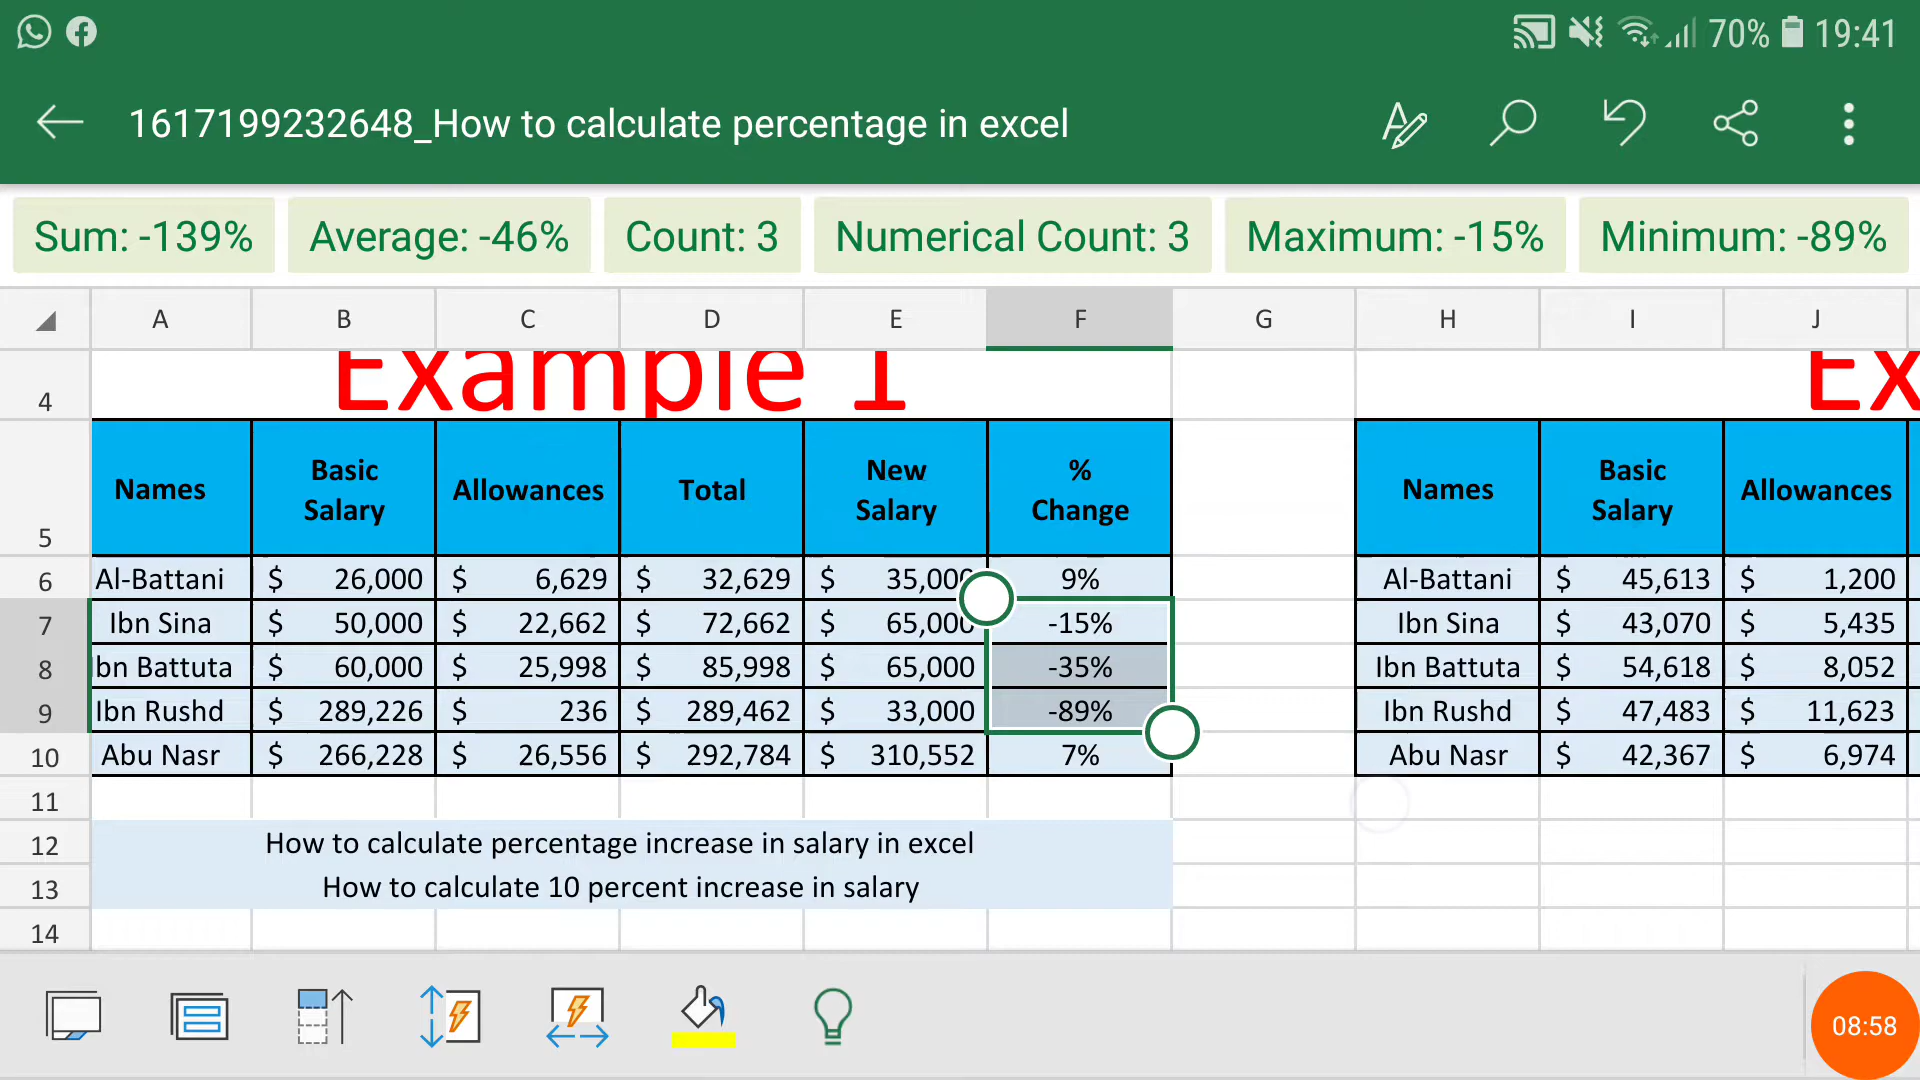 70% 19:41
1617199232648_How to calculate percentage in excel
Sum: -139% Average: -46% Count: 3 Numerical Count: 3 Maximum: -15% Minimum: -89%
A B C D E F G H I J
4 Example 1 Ex
5 Names Basic Salary Allowances Total New Salary % Change Names Basic Salary Allowances
6 Al-Battani $ 26,000 $ 6,629 $ 32,629 $ 35,000 9% Al-Battani $ 45,613 $ 1,200
7 Ibn Sina $ 50,000 $ 22,662 $ 72,662 $ 65,000 -15% Ibn Sina $ 43,070 $ 5,435
8 bn Battuta $ 60,000 $ 25,998 $ 85,998 $ 65,000 -35% Ibn Battuta $ 54,618 $ 8,052
9 Ibn Rushd $ 289,226 $ 236 $ 289,462 $ 33,000 -89% Ibn Rushd $ 47,483 $ 11,623
10 Abu Nasr $ 266,228 $ 26,556 $ 292,784 $ 310,552 7% Abu Nasr $ 42,367 $ 6,974
11
12 How to calculate percentage increase in salary in excel
13 How to calculate 10 percent increase in salary
14
08:58